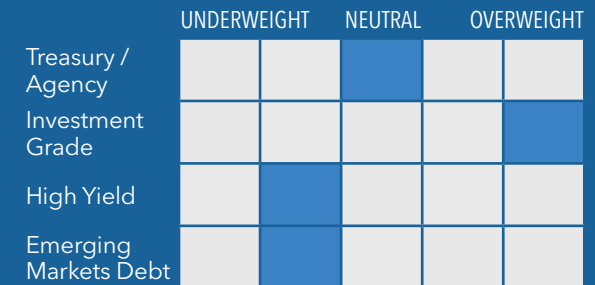 UNDERWEIGHT NEUTRAL OVERWEIGHT
Treasury /
Agency
Investment
Grade
High Yield
Emerging
Markets Debt